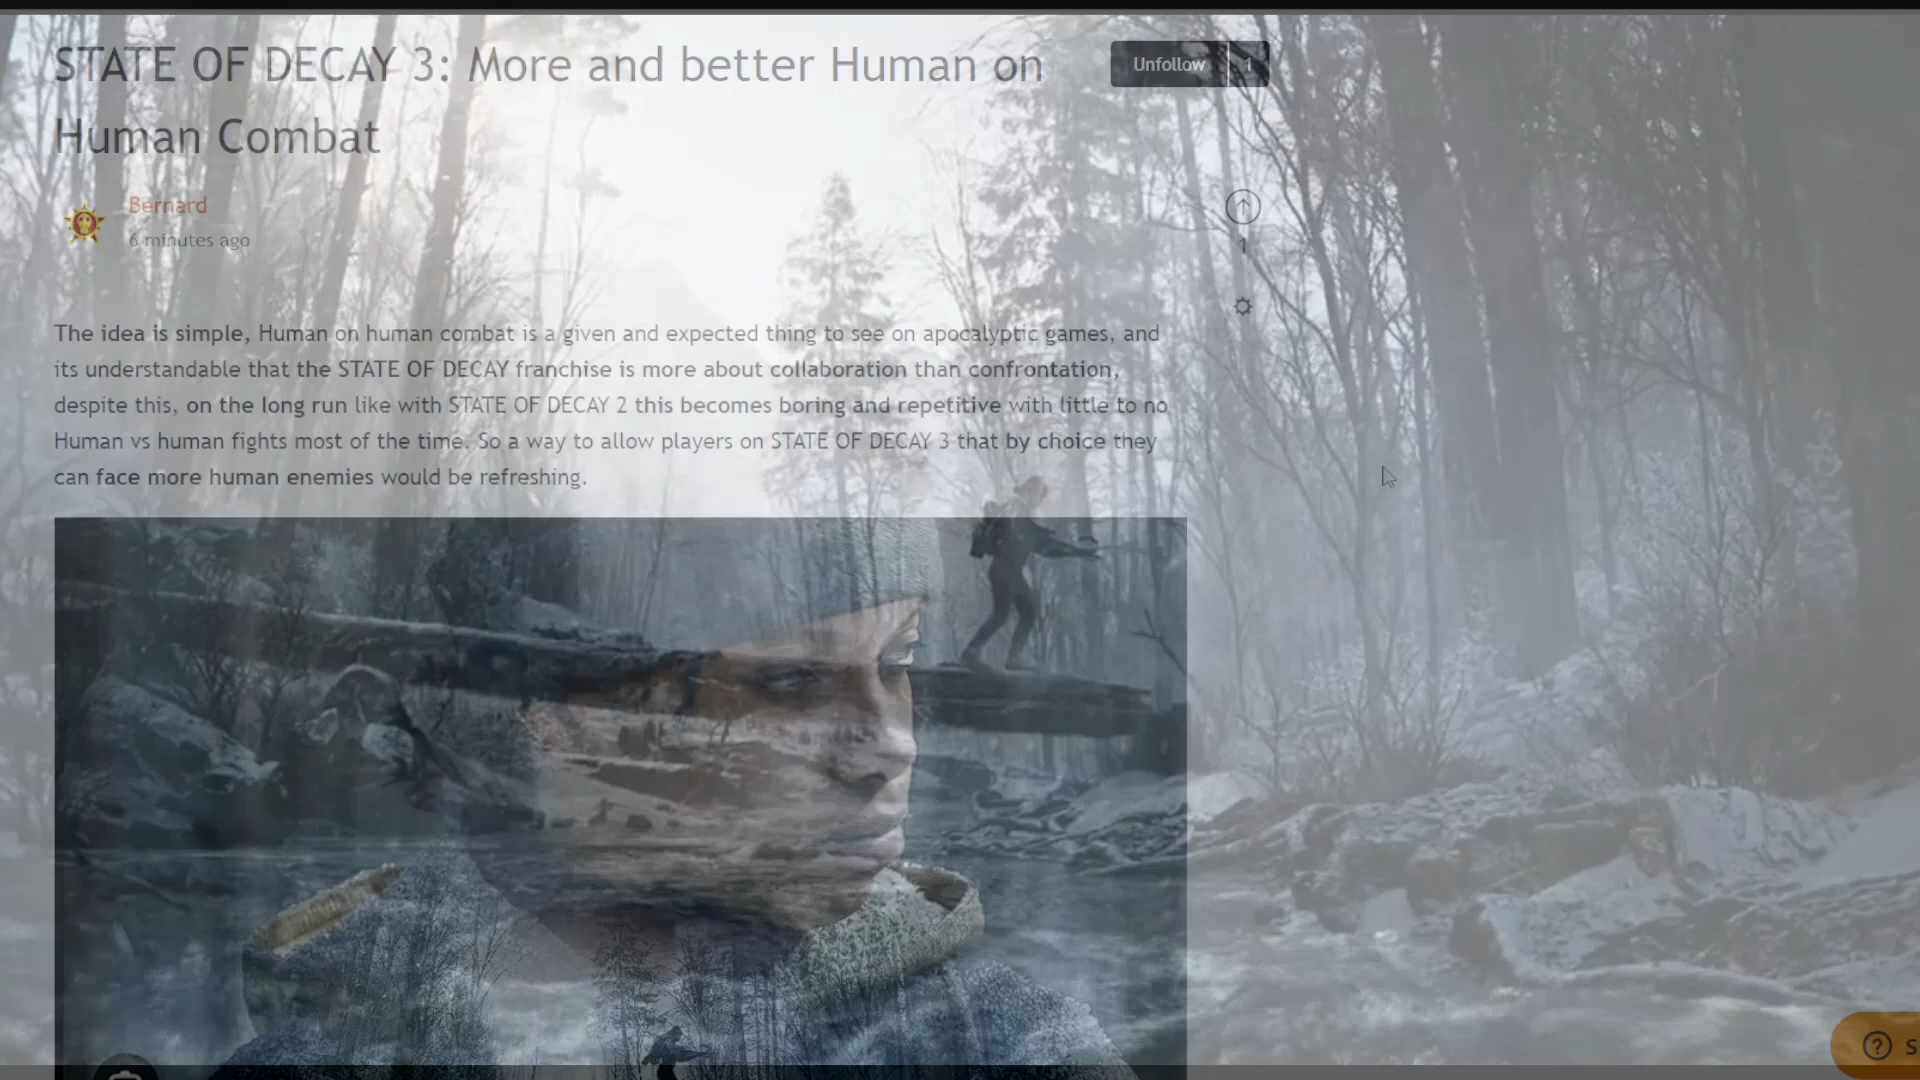 STATE OF DECAY 3: More and better Human on
Human Combat
Unfollow 1
Bernard
6 minutes ago
1
The idea is simple, Human on human combat is a given and expected thing to see on apocalyptic games, and
its understandable that the STATE OF DECAY franchise is more about collaboration than confrontation,
despite this, on the long run like with STATE OF DECAY 2 this becomes boring and repetitive with little to no
Human vs human fights most of the time. So a way to allow players on STATE OF DECAY 3 that by choice they
can face more human enemies would be refreshing.
? S